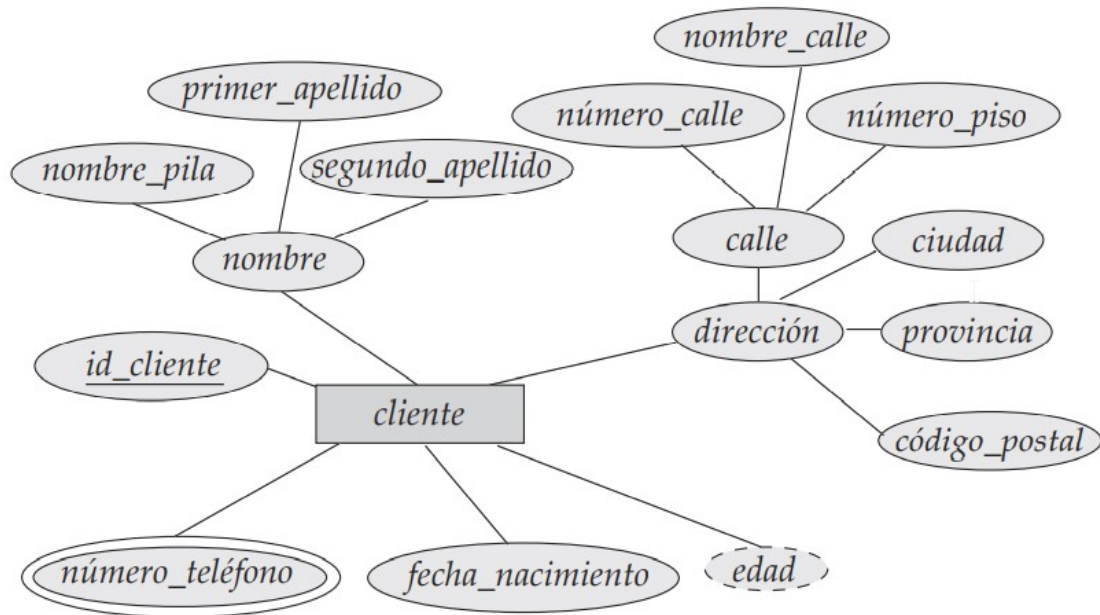 nombre_calle
primer_apellido
número_calle
número_piso
nombre_pila
segundo_apellido
calle
ciudad
nombre
dirección
provincia
id_cliente
cliente
código_postal
número_teléfono
fecha_nacimiento
edad